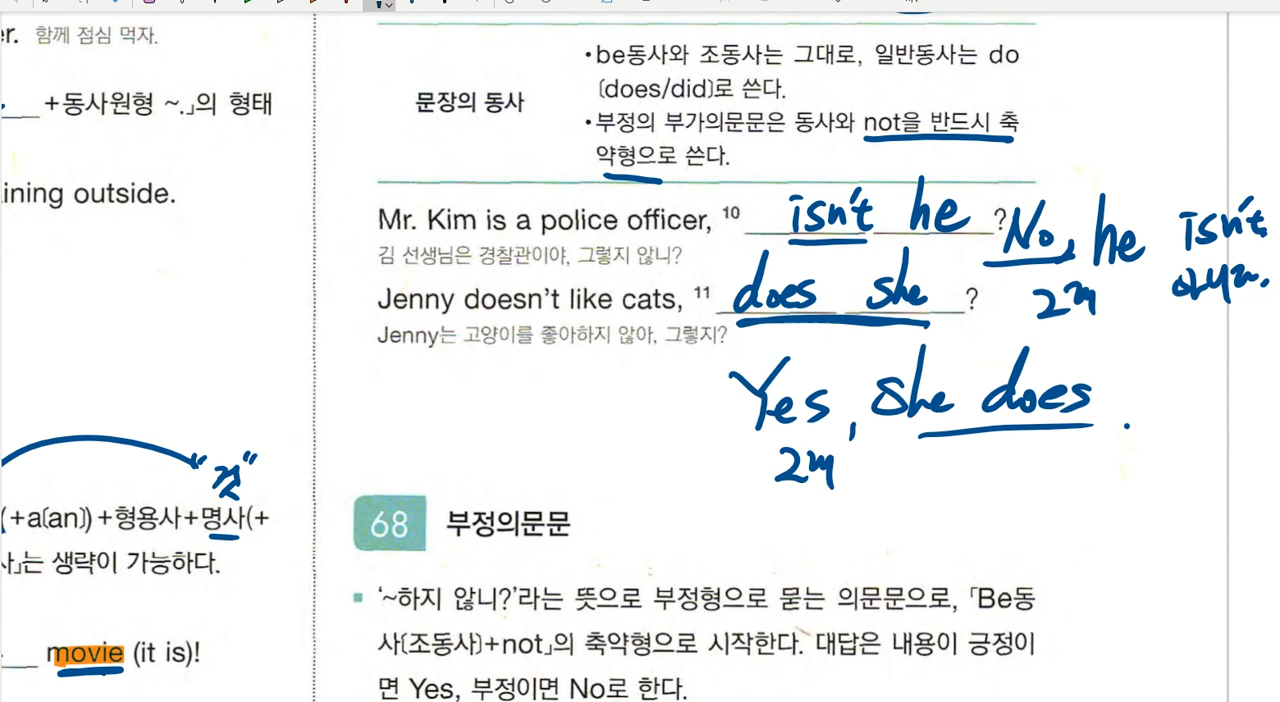 er. 함께 점심 먹자.
+동사원형 ~.」의 형태
ining outside.
"것"
(+a(an))+형용사+명사(+
사」는 생략이 가능하다.
movie (it is)!
문장의 동사
•be동사와 조동사는 그대로, 일반동사는 do
(does/did)로 쓴다.
•부정의 부가의문문은 동사와 not을 반드시 축
약형으로 쓴다.
Mr. Kim is a police officer, 10 isn't he ? No, he isn't
김 선생님은 경찰관이야, 그렇지 않니?
Jenny doesn't like cats, 11 does she ?
Jenny는 고양이를 좋아하지 않아, 그렇지?
Yes, she does.
68 부정의문문
▪ '~하지 않니?'라는 뜻으로 부정형으로 묻는 의문문으로, 「Be동
사(조동사)+not」의 축약형으로 시작한다. 대답은 내용이 긍정이
면 Yes, 부정이면 No로 한다.